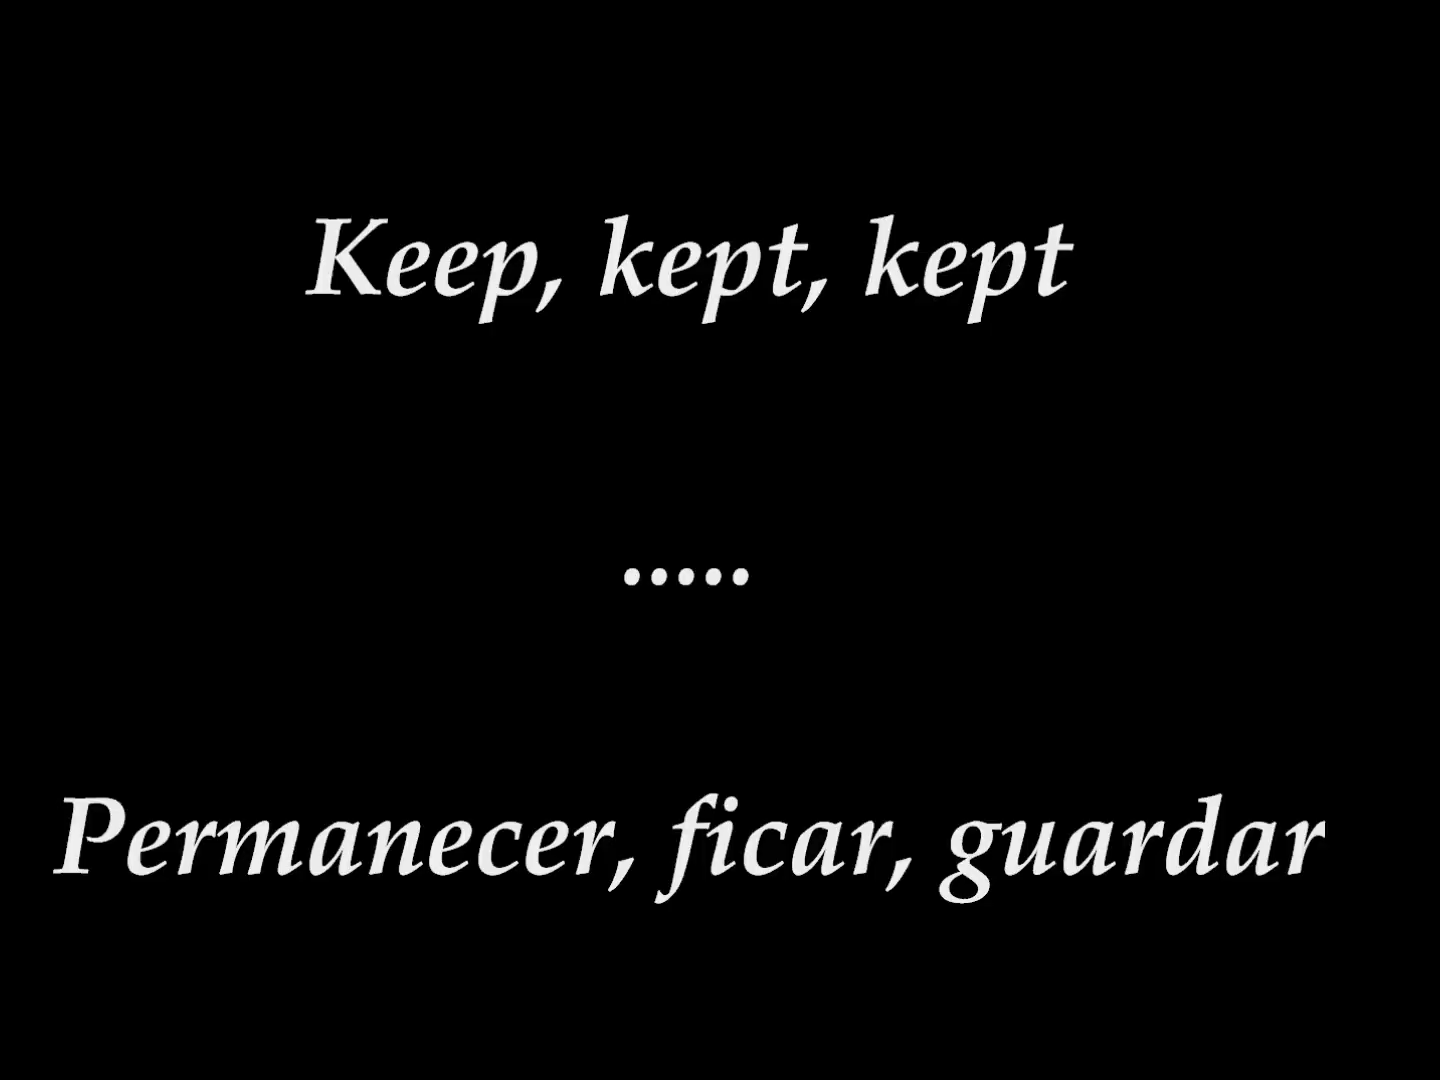 Keep, kept, kept
.....
Permanecer, ficar, guardar